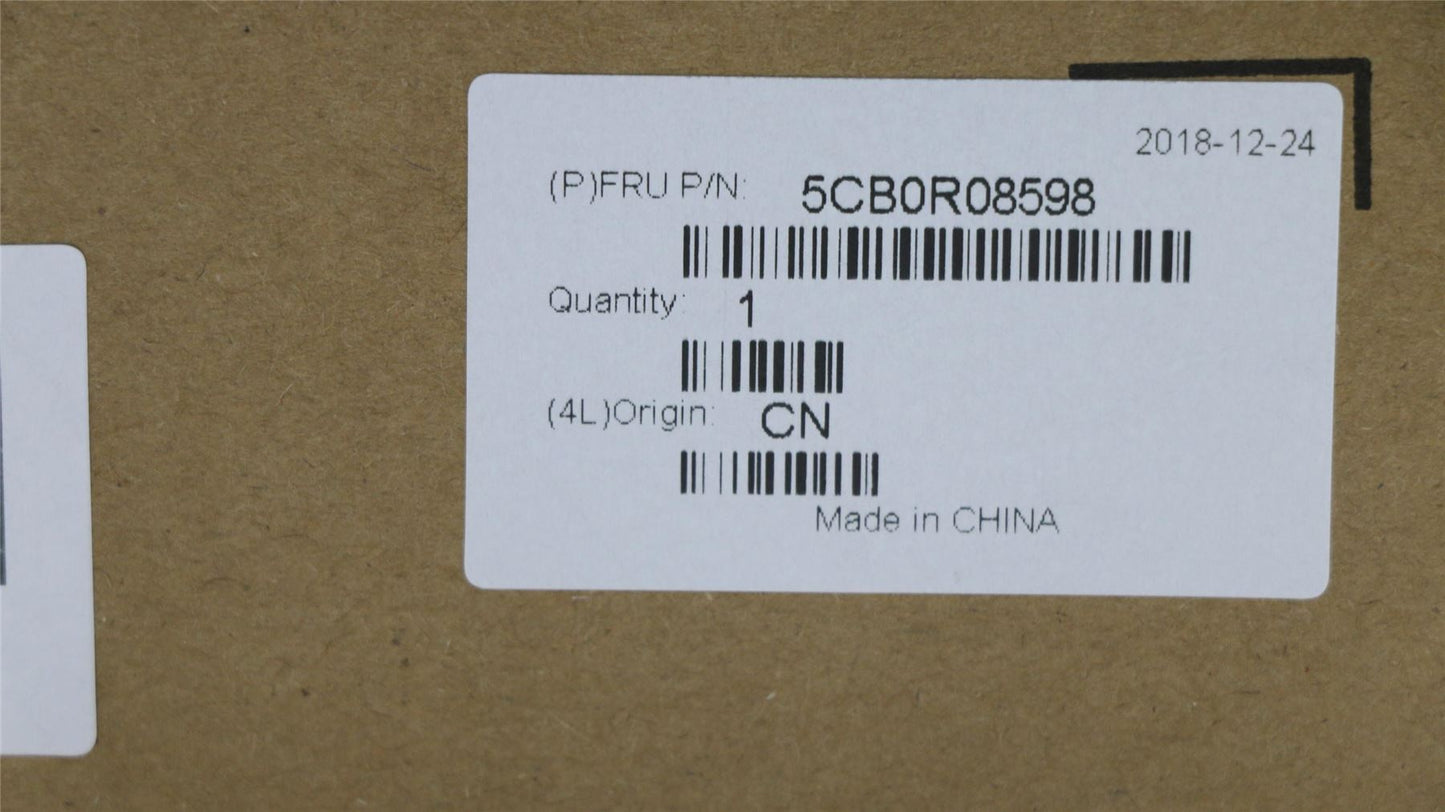 2018-12-24
(P)FRU P/N: 5CB0R08598
Quantity: 1
(4L)Origin: CN
Made in CHINA